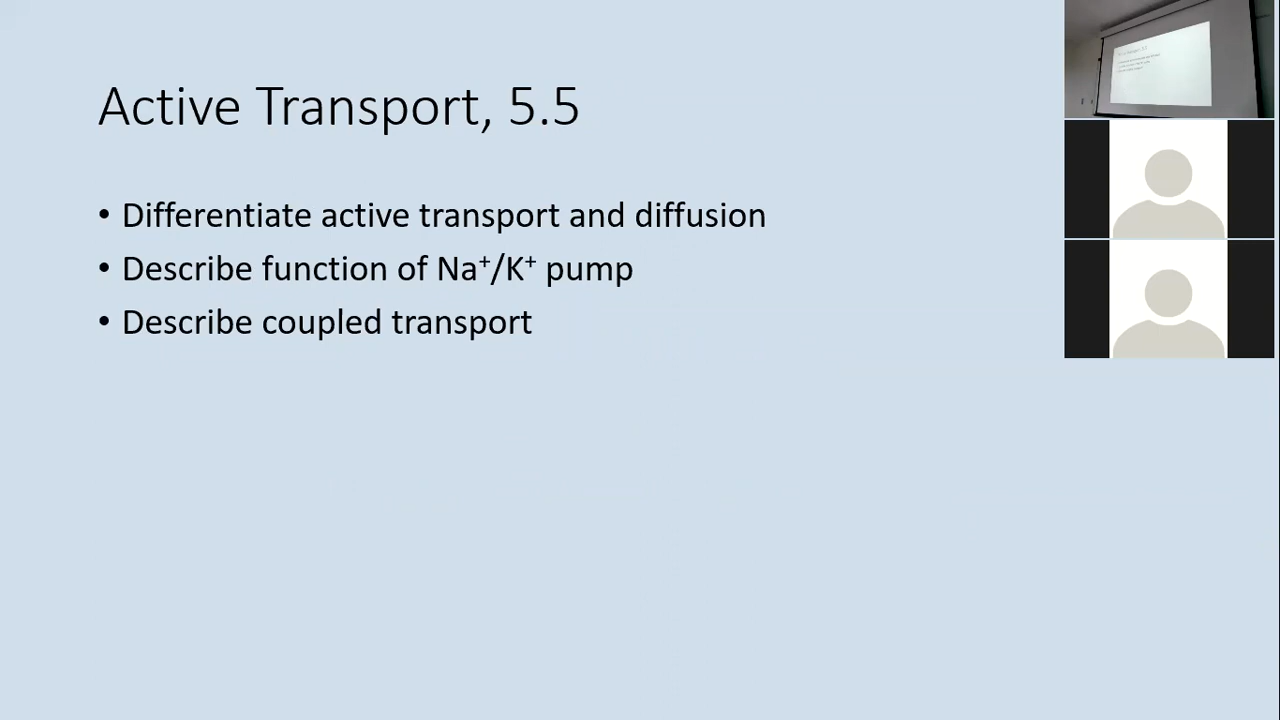 Active Transport, 5.5
• Differentiate active transport and diffusion
• Describe function of Na⁺/K⁺ pump
• Describe coupled transport